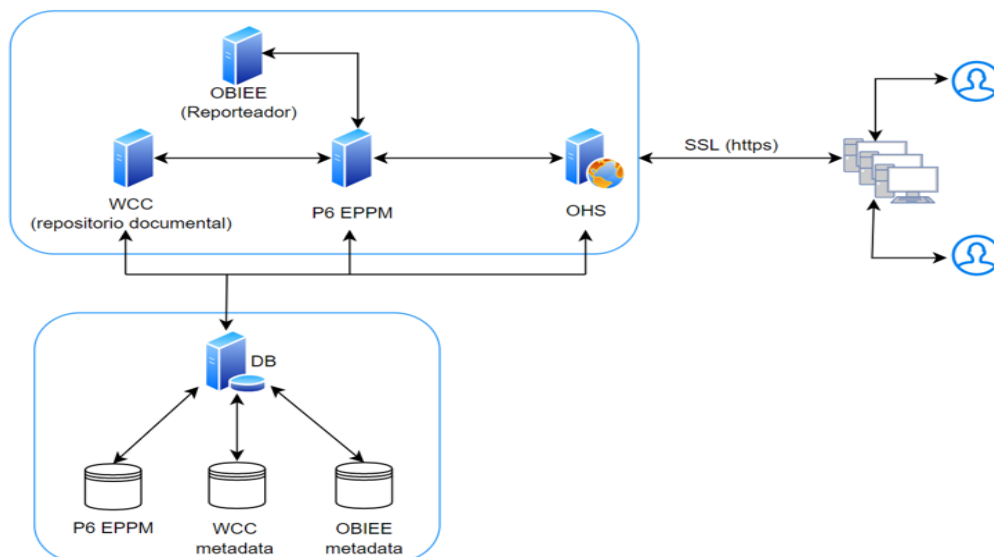 OBIEE
(Reporteador)
SSL (https)
WCC
(repositorio documental)
P6 EPPM
OHS
DB
P6 EPPM
WCC
metadata
OBIEE
metadata